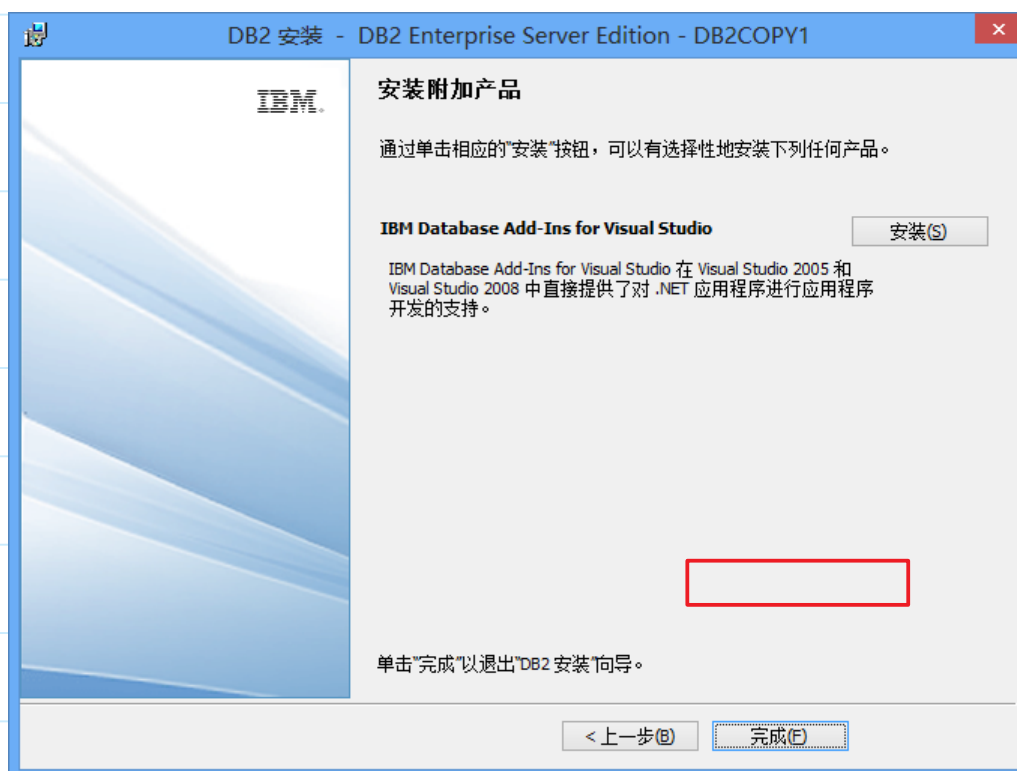 DB2 安装 - DB2 Enterprise Server Edition - DB2COPY1
IBM.
安装附加产品
通过单击相应的"安装"按钮，可以有选择性地安装下列任何产品。
IBM Database Add-Ins for Visual Studio
安装(S)
IBM Database Add-Ins for Visual Studio 在 Visual Studio 2005 和
Visual Studio 2008 中直接提供了对 .NET 应用程序进行应用程序
开发的支持。
单击"完成"以退出"DB2 安装"向导。
<上一步(B)
完成(F)